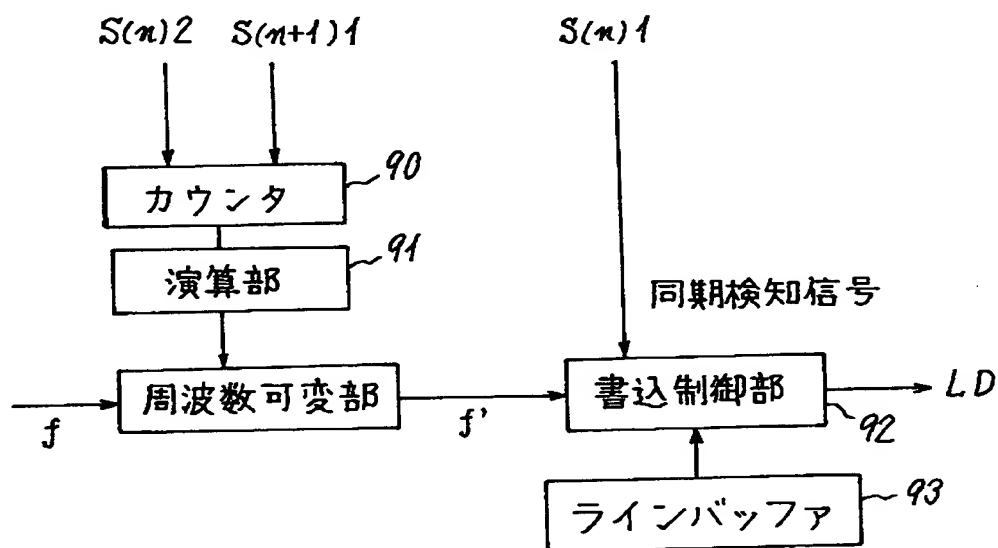 S(n)2 S(n+1)1 S(n)1
カウンタ 90
演算部 91
同期検知信号
周波数可変部
書込制御部
f
f'
LD
92
ラインバッファ 93